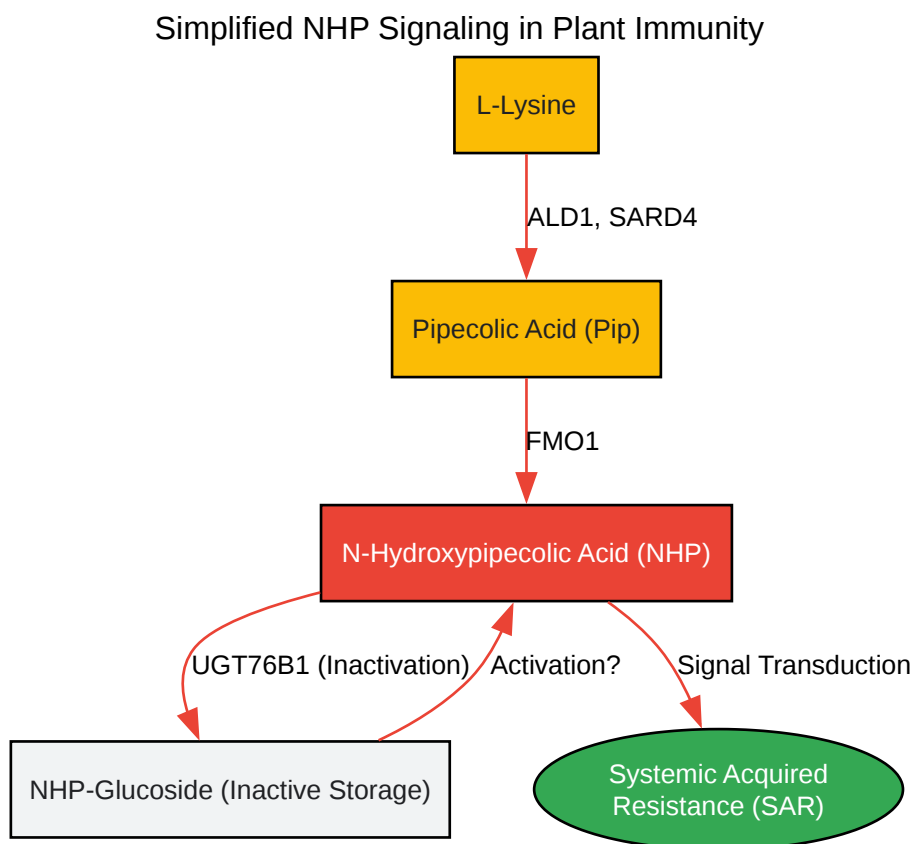 Simplified NHP Signaling in Plant Immunity
L-Lysine
ALD1, SARD4
Pipecolic Acid (Pip)
FMO1
N-Hydroxypipecolic Acid (NHP)
UGT76B1 (Inactivation)
Activation?
Signal Transduction
NHP-Glucoside (Inactive Storage)
Systemic Acquired
Resistance (SAR)